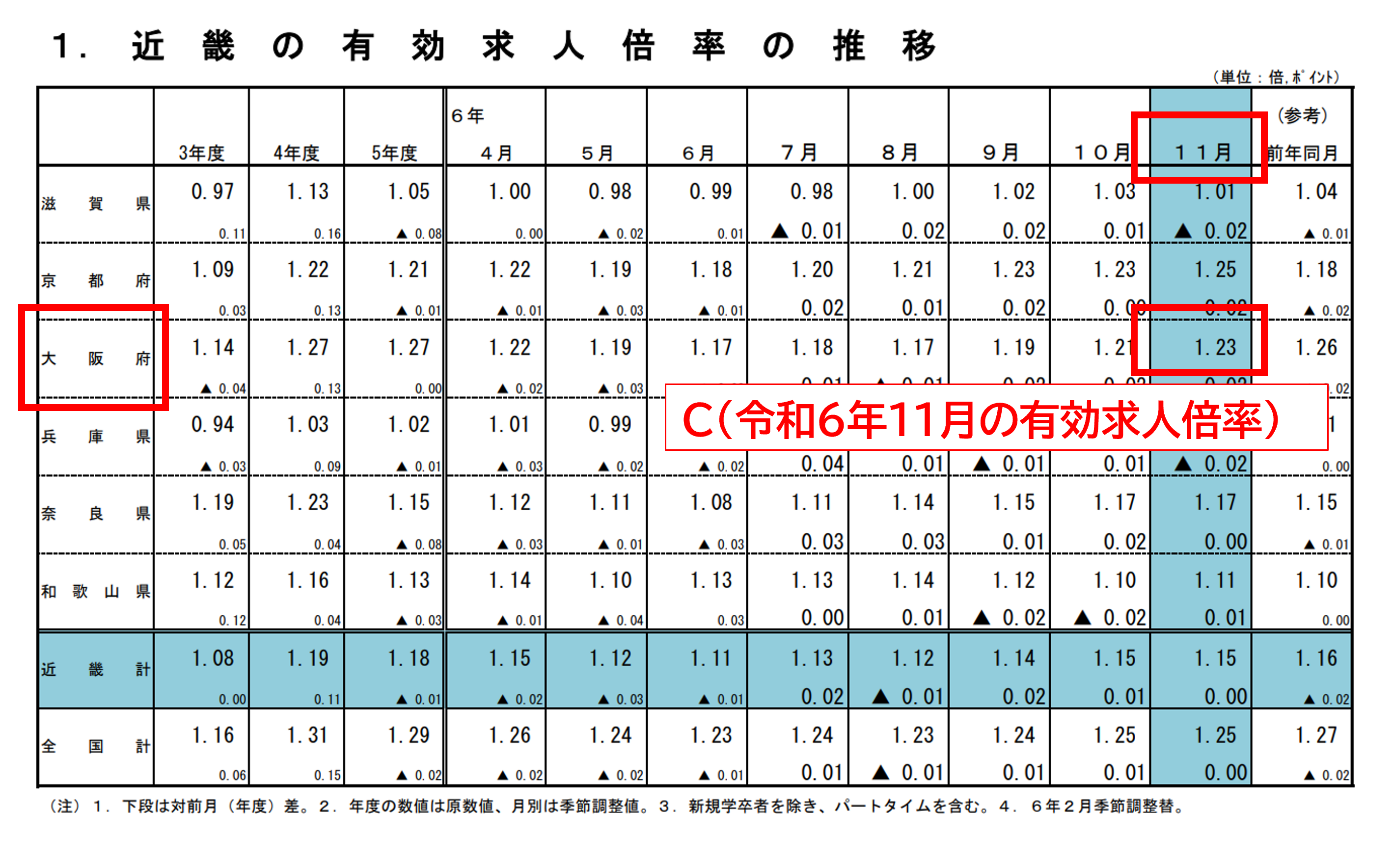 １．近畿の有効求人倍率の推移
（単位：倍,ﾎﾟｲﾝﾄ）
６年 （参考）
3年度 4年度 5年度 ４月 ５月 ６月 ７月 ８月 ９月 １０月 １１月 前年同月
滋賀県 0.97 1.13 1.05 1.00 0.98 0.99 0.98 1.00 1.02 1.03 1.01 1.04
0.11 0.16 ▲ 0.08 0.00 ▲ 0.02 0.01 ▲ 0.01 0.02 0.02 0.01 ▲ 0.02 ▲ 0.01
京都府 1.09 1.22 1.21 1.22 1.19 1.18 1.20 1.21 1.23 1.23 1.25 1.18
0.03 0.13 ▲ 0.01 ▲ 0.01 ▲ 0.03 ▲ 0.01 0.02 0.01 0.02 0.00 0.02 ▲ 0.02
大阪府 1.14 1.27 1.27 1.22 1.19 1.17 1.18 1.17 1.19 1.21 1.23 1.26
▲ 0.04 0.13 0.00 ▲ 0.02 ▲ 0.03
C（令和6年11月の有効求人倍率）
兵庫県 0.94 1.03 1.02 1.01 0.99
▲ 0.03 0.09 ▲ 0.01 ▲ 0.03 ▲ 0.02 ▲ 0.02 0.04 0.01 ▲ 0.01 0.01 ▲ 0.02 0.00
奈良県 1.19 1.23 1.15 1.12 1.11 1.08 1.11 1.14 1.15 1.17 1.17 1.15
0.05 0.04 ▲ 0.08 ▲ 0.03 ▲ 0.01 ▲ 0.03 0.03 0.03 0.01 0.02 0.00 ▲ 0.01
和歌山県 1.12 1.16 1.13 1.14 1.10 1.13 1.13 1.14 1.12 1.10 1.11 1.10
0.12 0.04 ▲ 0.03 ▲ 0.01 ▲ 0.04 0.03 0.00 0.01 ▲ 0.02 ▲ 0.02 0.01 0.00
近畿計 1.08 1.19 1.18 1.15 1.12 1.11 1.13 1.12 1.14 1.15 1.15 1.16
0.00 0.11 ▲ 0.01 ▲ 0.02 ▲ 0.03 ▲ 0.01 0.02 ▲ 0.01 0.02 0.01 0.00 ▲ 0.02
全国計 1.16 1.31 1.29 1.26 1.24 1.23 1.24 1.23 1.24 1.25 1.25 1.27
0.06 0.15 ▲ 0.02 ▲ 0.02 ▲ 0.02 ▲ 0.01 0.01 ▲ 0.01 0.01 0.01 0.00 ▲ 0.02
（注）１．下段は対前月（年度）差。２．年度の数値は原数値、月別は季節調整値。３．新規学卒者を除き、パートタイムを含む。４．６年２月季節調整替。